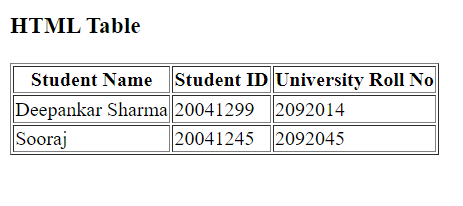 HTML Table
Student Name Student ID University Roll No
Deepankar Sharma 20041299 2092014
Sooraj 20041245 2092045